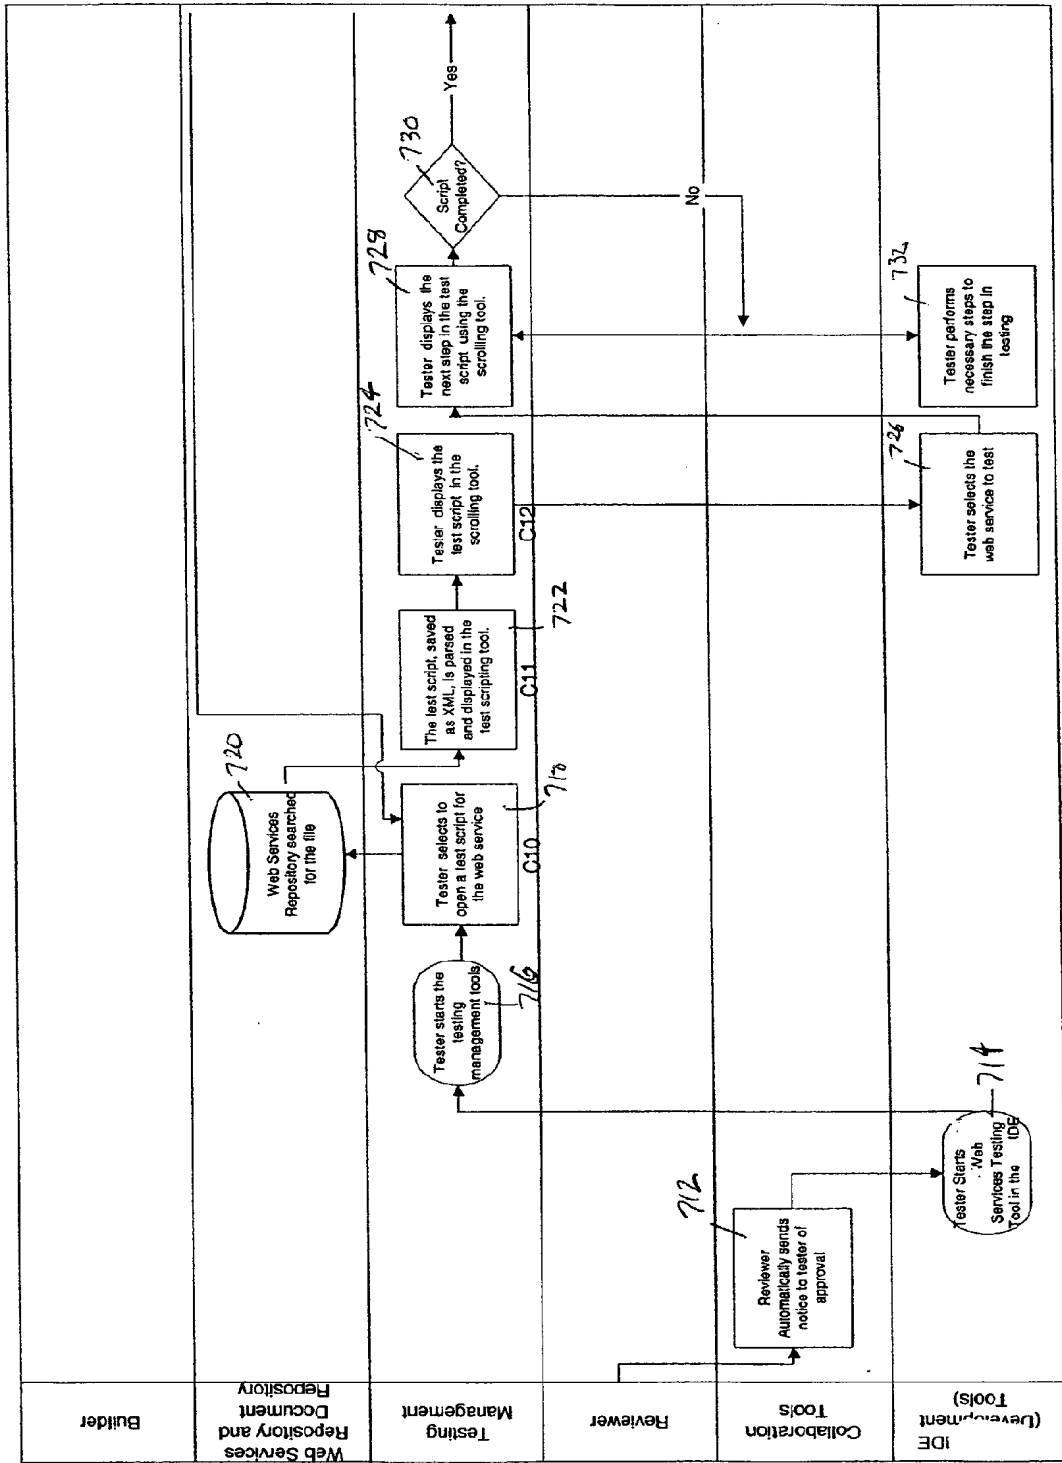 Builder
Web Services
Repository and
Document
Repository
Testing
Management
Reviewer
Collaboration
Tools
IDE
(Development
Tools)
712
Reviewer
Automatically sends
notice to tester of
approval
714
Tester Starts
Web
Services Testing
Tool in the IDE
716
Tester starts the
testing
management tools
718
Tester selects to
open a test script for
the web service
C10
720
Web Services
Repository searched
for the file
722
The test script, saved
as XML, is parsed
and displayed in the
test scripting tool.
C11
724
Tester displays the
test script in the
scrolling tool.
C12
726
Tester selects the
web service to test
728
Tester displays the
next step in the test
script using the
scrolling tool.
730
Script
Completed?
Yes
No
732
Tester performs
necessary steps to
finish the step in
testing